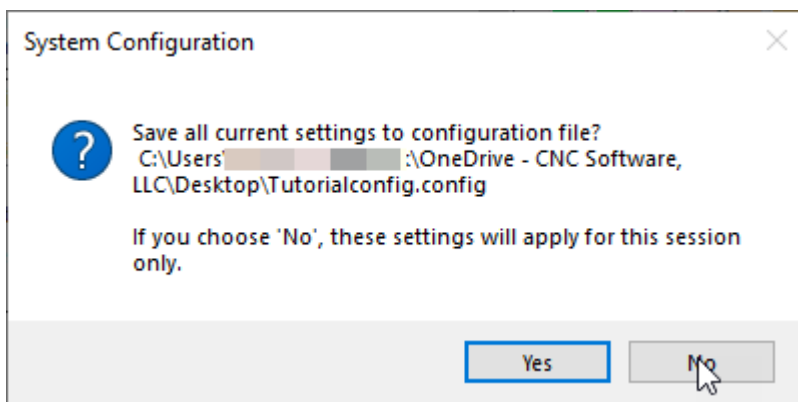 System Configuration
Save all current settings to configuration file?
C:\Users\ :\OneDrive - CNC Software,
LLC\Desktop\Tutorialconfig.config
If you choose 'No', these settings will apply for this session
only.
Yes
No